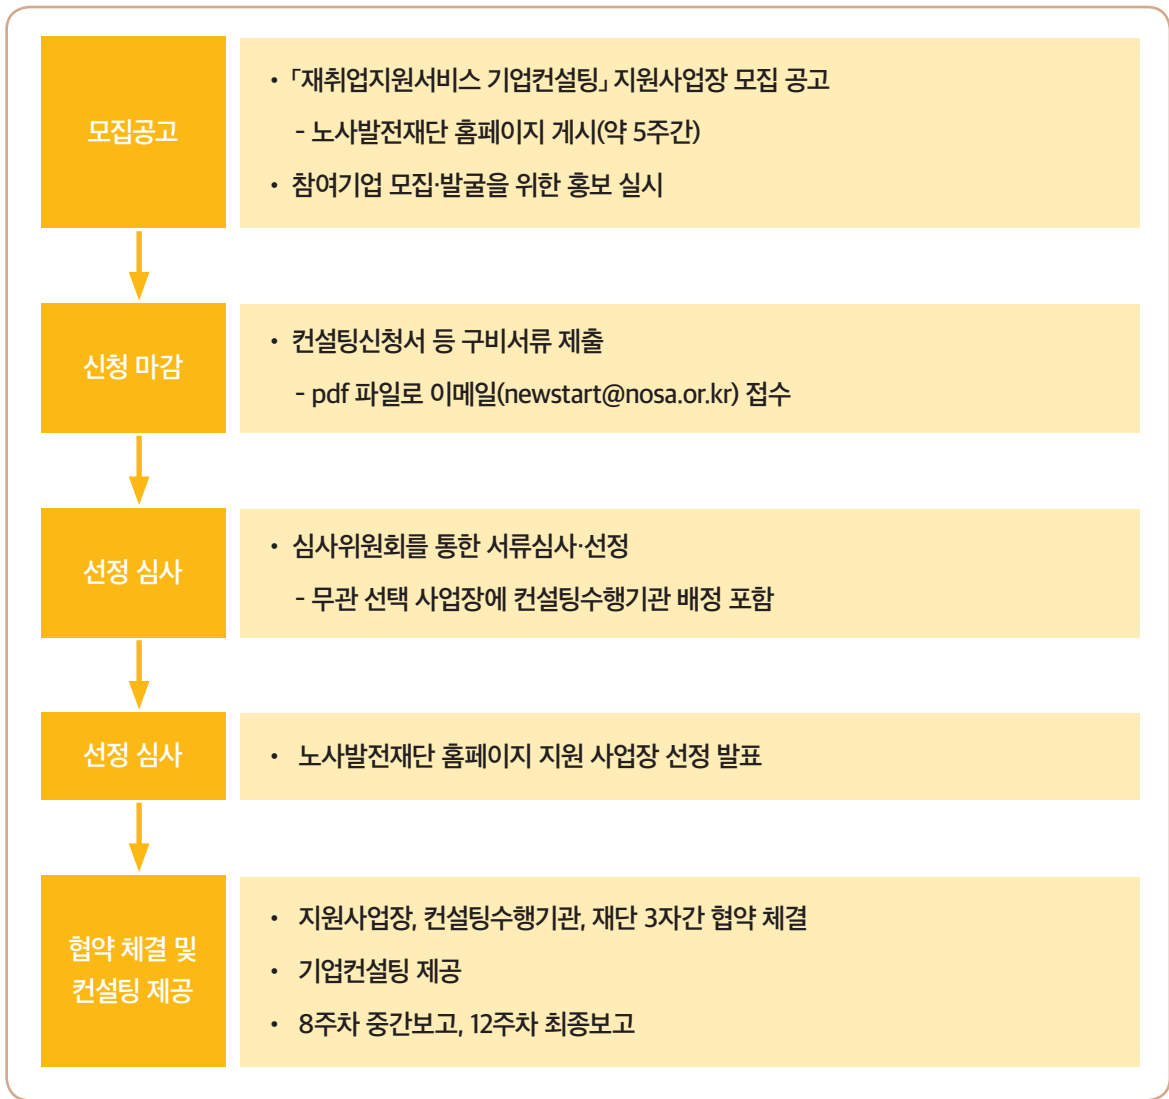 모집공고
• 「재취업지원서비스 기업컨설팅」 지원사업장 모집 공고
- 노사발전재단 홈페이지 게시(약 5주간)
• 참여기업 모집·발굴을 위한 홍보 실시
신청 마감
• 컨설팅신청서 등 구비서류 제출
- pdf 파일로 이메일(newstart@nosa.or.kr) 접수
선정 심사
• 심사위원회를 통한 서류심사·선정
- 무관 선택 사업장에 컨설팅수행기관 배정 포함
선정 심사
• 노사발전재단 홈페이지 지원 사업장 선정 발표
협약 체결 및
컨설팅 제공
• 지원사업장, 컨설팅수행기관, 재단 3자간 협약 체결
• 기업컨설팅 제공
• 8주차 중간보고, 12주차 최종보고